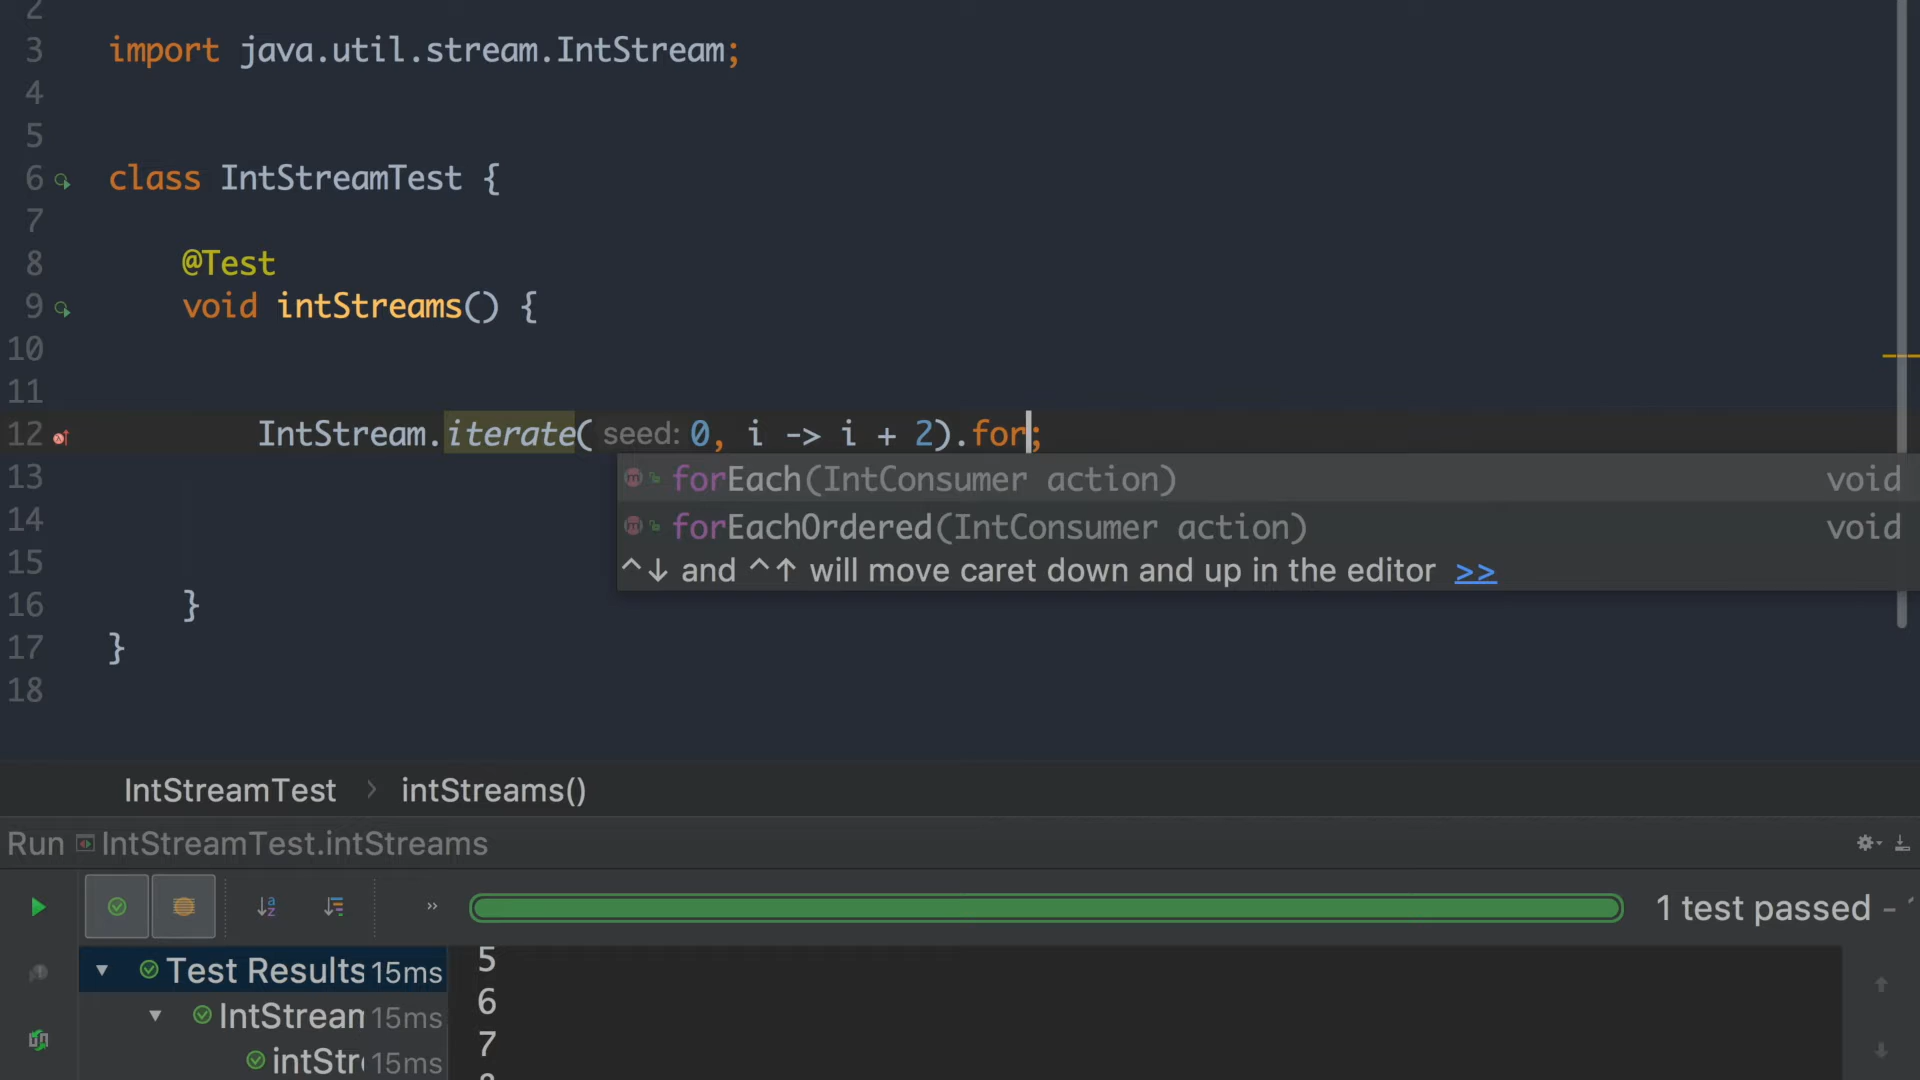 2
3 import java.util.stream.IntStream;
4
5
6 class IntStreamTest {
7
8 @Test
9 void intStreams() {
10
11
12 IntStream.iterate( seed: 0, i -> i + 2).for;
13 forEach(IntConsumer action) void
14 forEachOrdered(IntConsumer action) void
15 ^↓ and ^↑ will move caret down and up in the editor >>
16 }
17 }
18
IntStreamTest > intStreams()
Run IntStreamTest.intStreams
» 1 test passed –
Test Results 15ms
IntStream 15ms
intStr 15ms
5
6
7